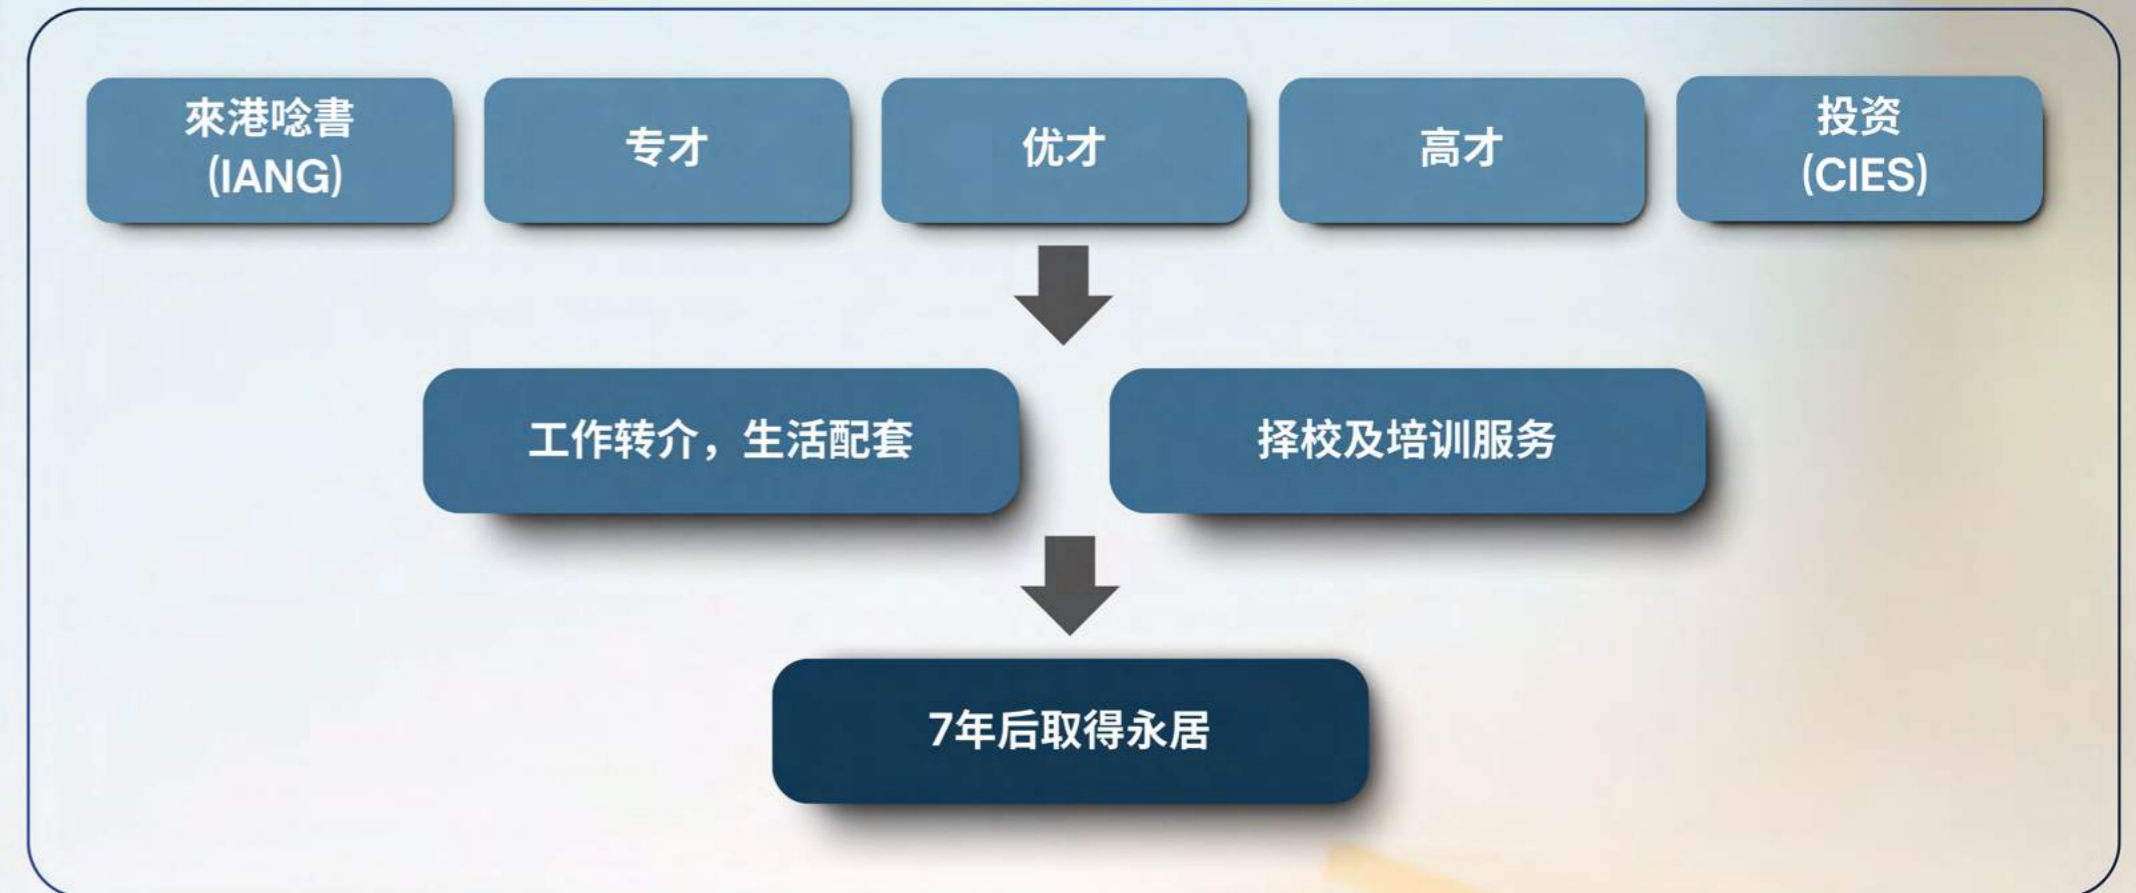 來港唸書
(IANG)
专才
优才
高才
投资
(CIES)
工作转介，生活配套
择校及培训服务
7年后取得永居